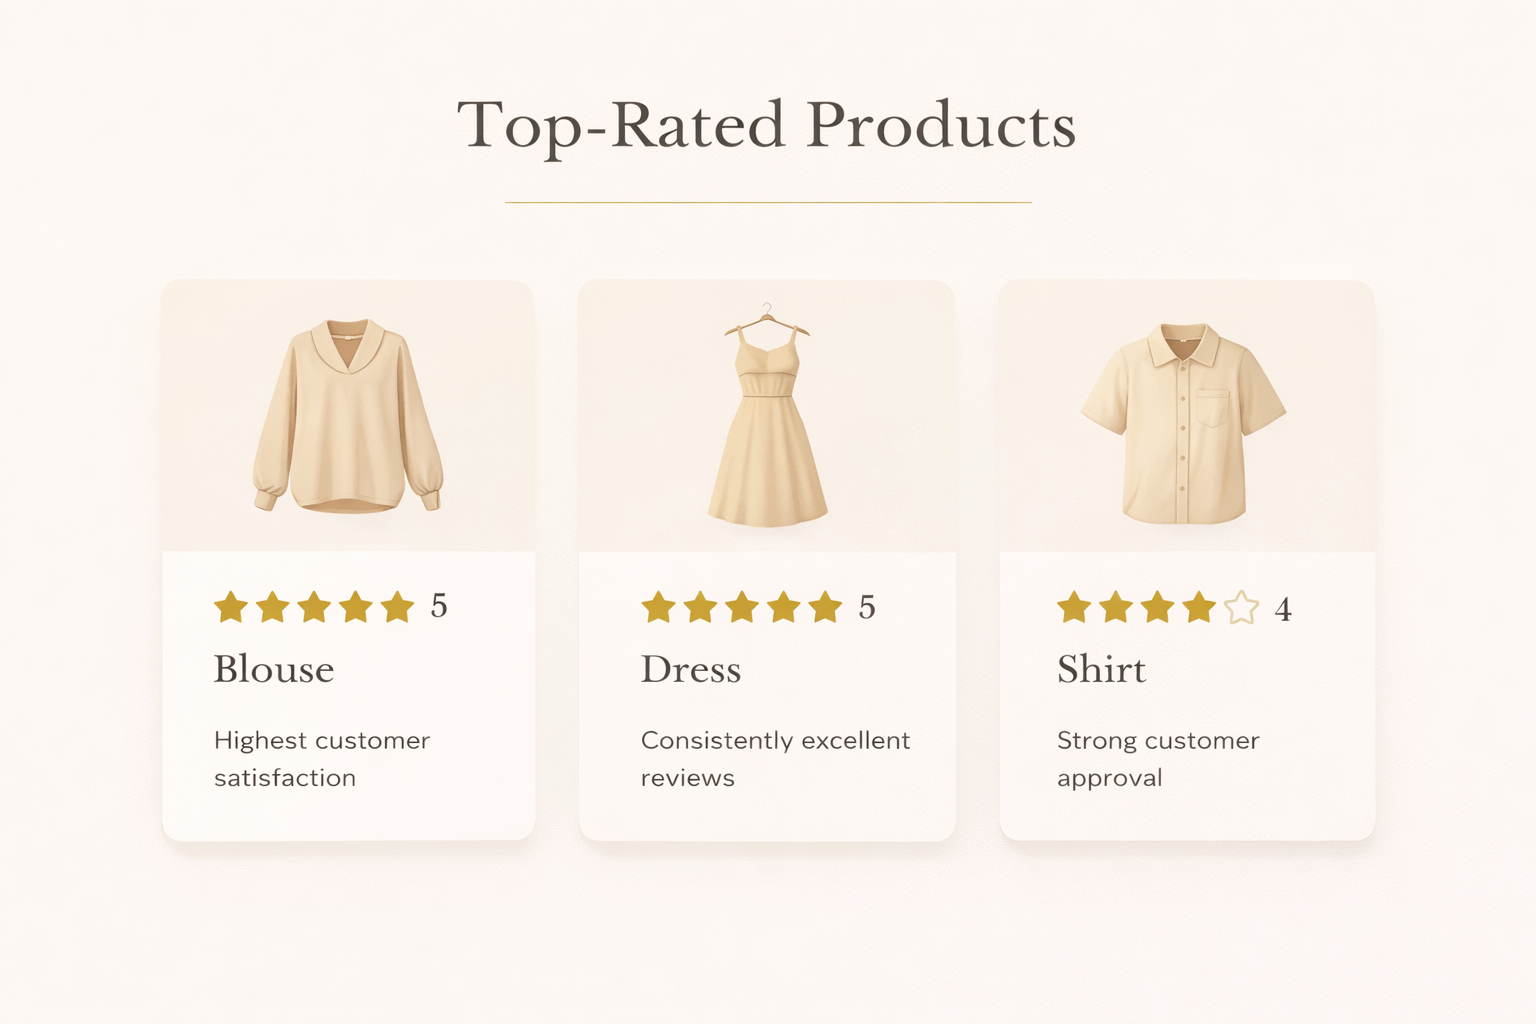 Top-Rated Products
5
Blouse
Highest customer
satisfaction
5
Dress
Consistently excellent
reviews
4
Shirt
Strong customer
approval